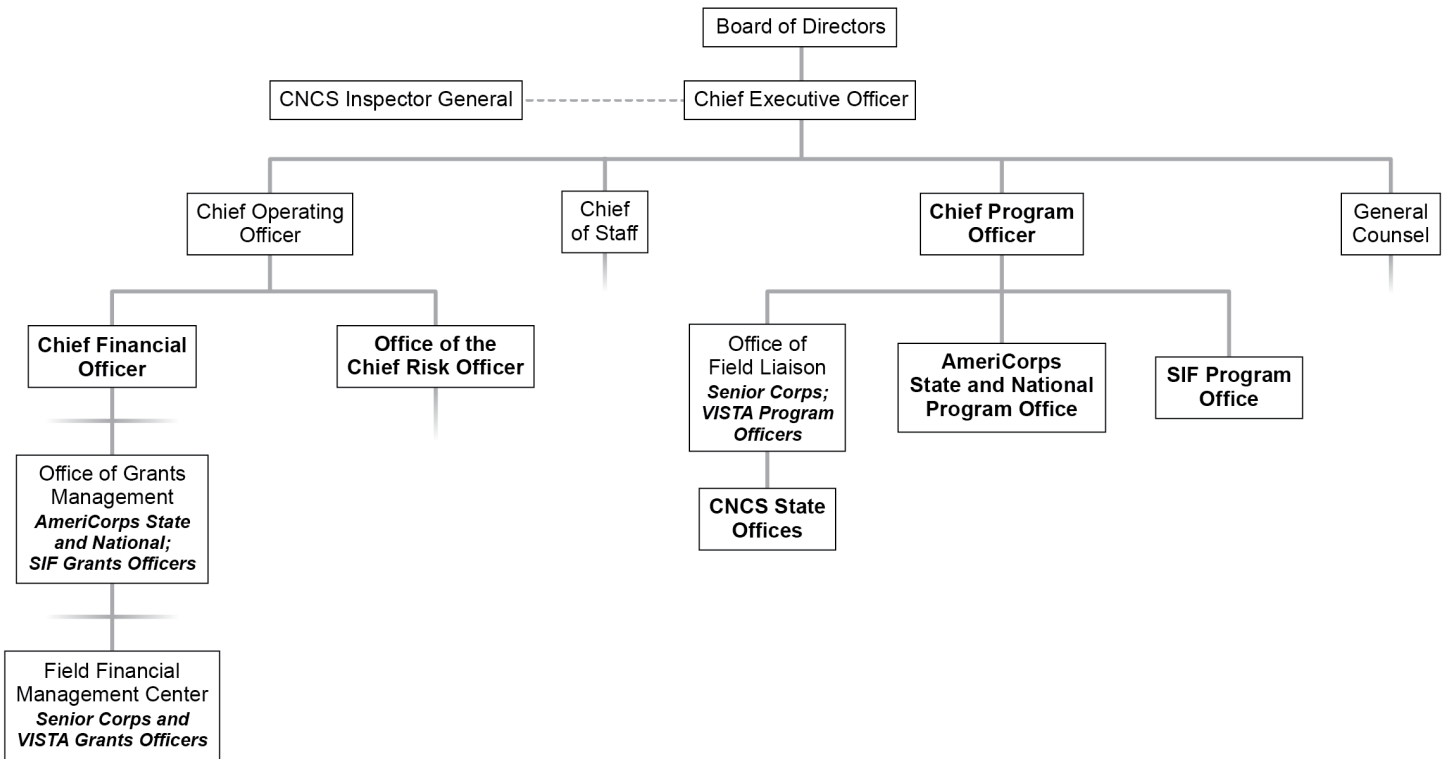 Board of Directors
CNCS Inspector General
Chief Executive Officer
Chief Operating
Officer
Chief
of Staff
Chief Program
Officer
General
Counsel
Chief Financial
Officer
Office of the
Chief Risk Officer
Office of
Field Liaison
Senior Corps;
VISTA Program
Officers
AmeriCorps
State and National
Program Office
SIF Program
Office
Office of Grants
Management
AmeriCorps State
and National;
SIF Grants Officers
CNCS State
Offices
Field Financial
Management Center
Senior Corps and
VISTA Grants Officers